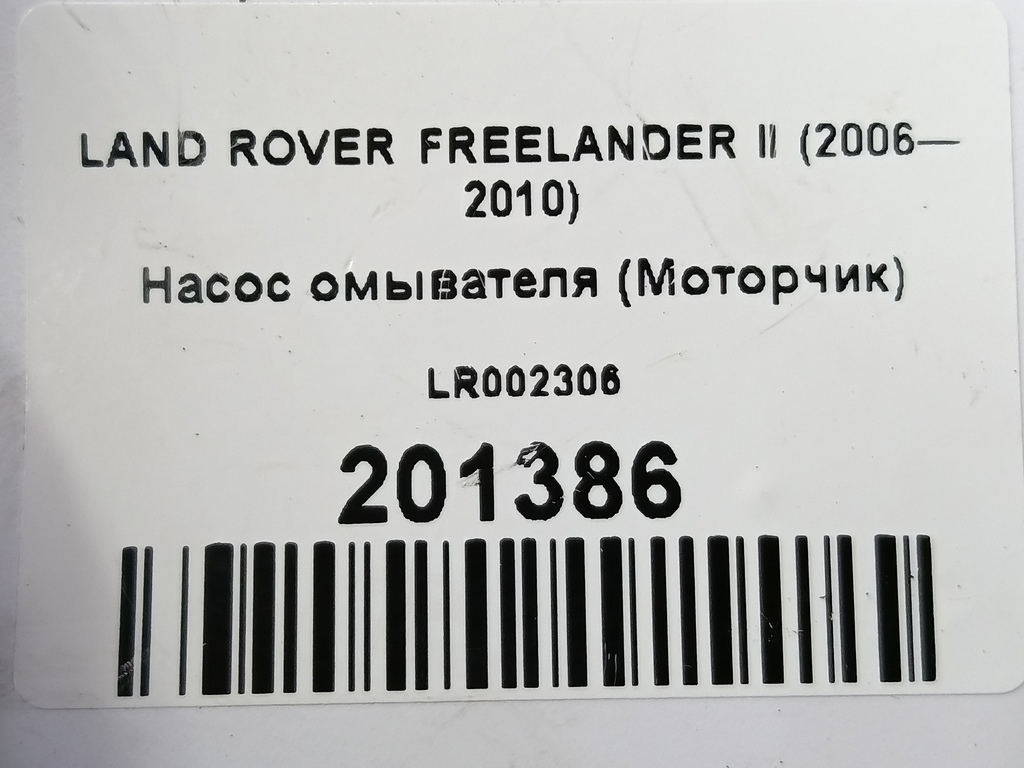 LAND ROVER FREELANDER II (2006—
2010)
Насос омывателя (Моторчик)
LR002306
201386